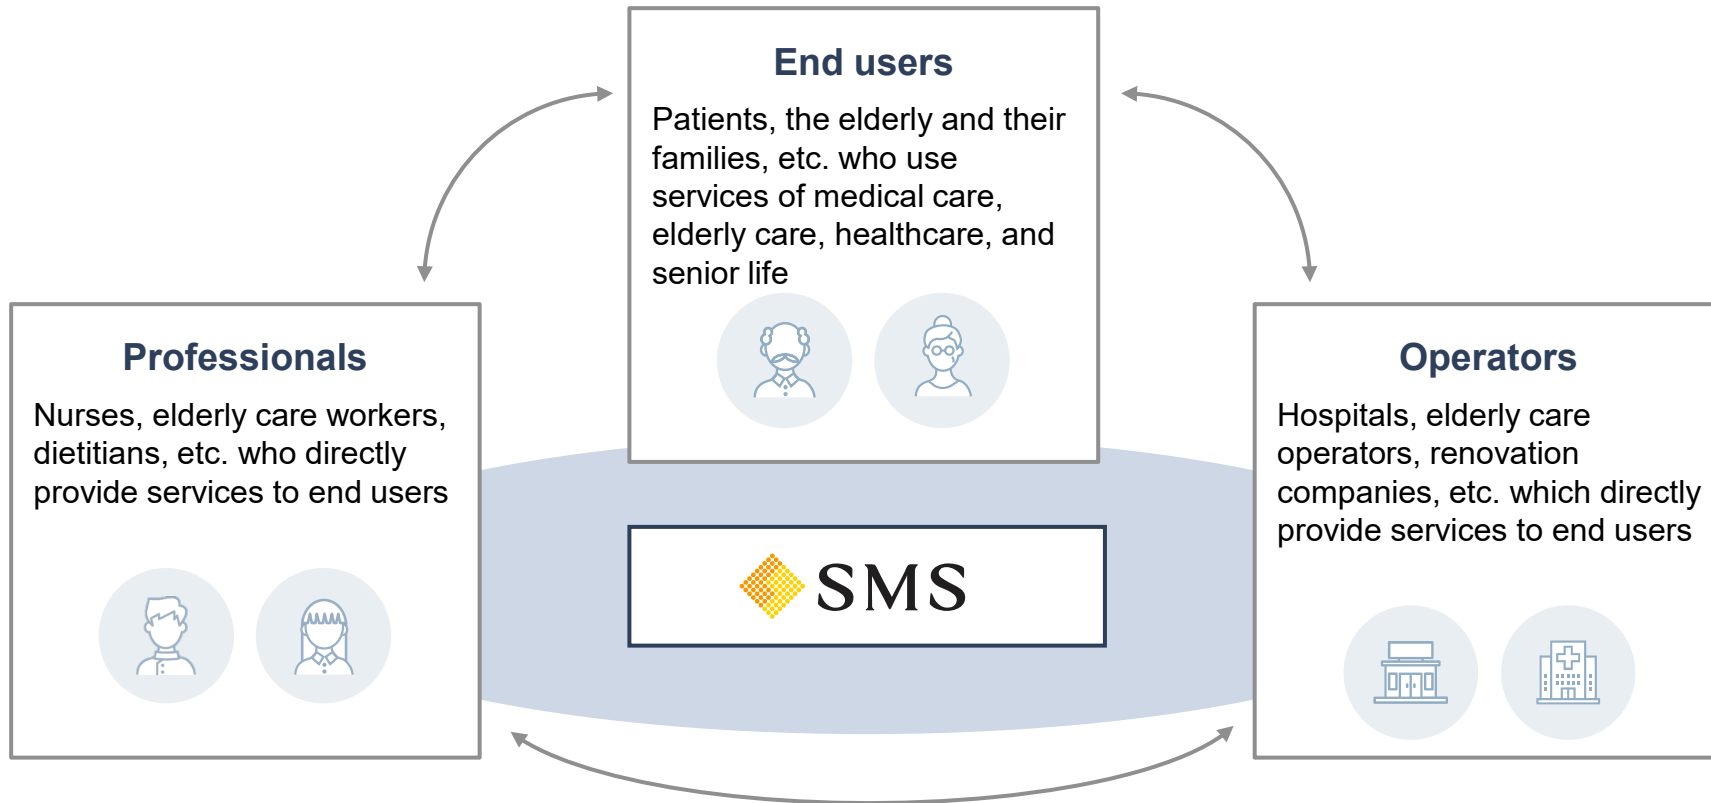 End users
Patients, the elderly and their
families, etc. who use
services of medical care,
elderly care, healthcare, and
senior life
Professionals
Nurses, elderly care workers,
dietitians, etc. who directly
provide services to end users
Operators
Hospitals, elderly care
operators, renovation
companies, etc. which directly
provide services to end users
SMS